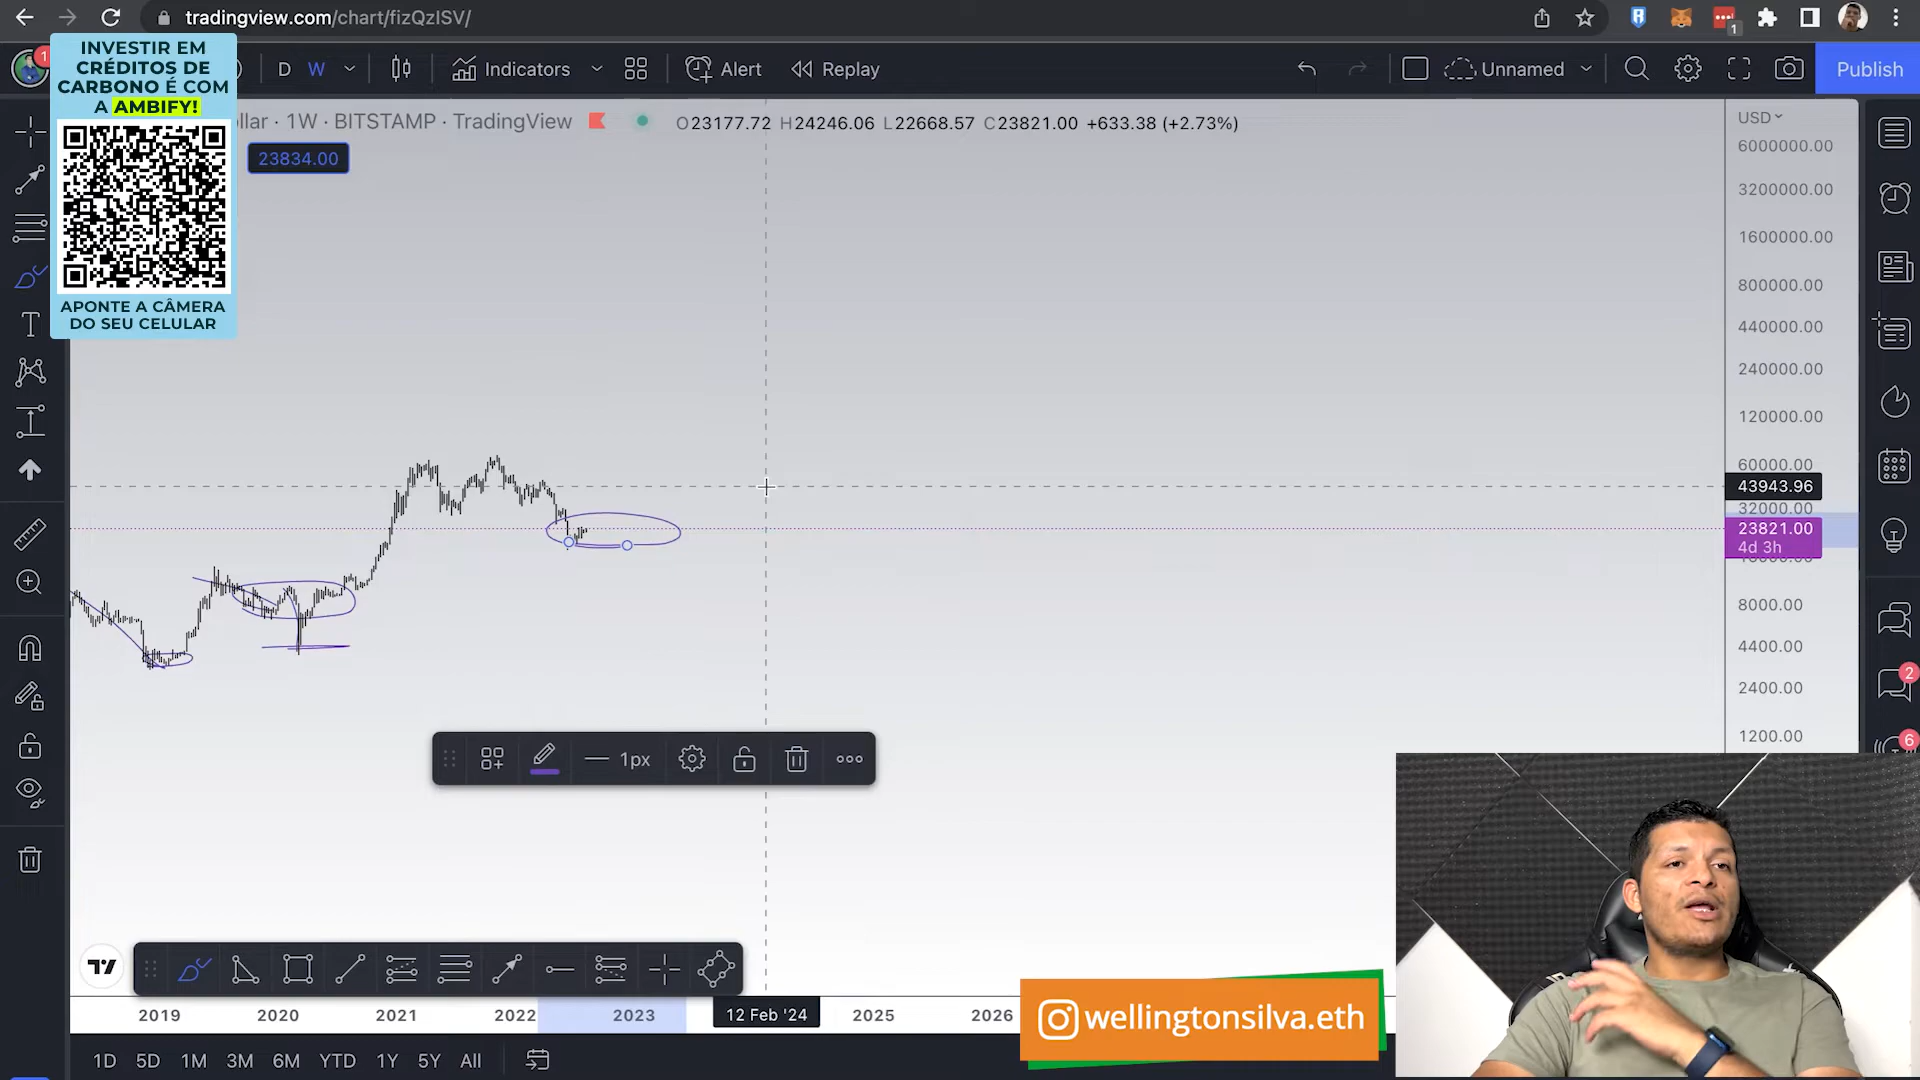 tradingview.com/chart/fizQzISV/
1
INVESTIR EM
CRÉDITOS DE
CARBONO É COM
A AMBIFY!
APONTE A CÂMERA
DO SEU CELULAR
1
D W
Indicators
Alert
Replay
Unnamed
Publish
llar · 1W · BITSTAMP · TradingView
O23177.72 H24246.06 L22668.57 C23821.00 +633.38 (+2.73%)
23834.00
USD
6000000.00
3200000.00
1600000.00
800000.00
440000.00
240000.00
120000.00
60000.00
43943.96
32000.00
23821.00
4d 3h
8000.00
4400.00
2400.00
1200.00
2
6
1px
2019 2020 2021 2022 2023 12 Feb '24 2025 2026
wellingtonsilva.eth
1D 5D 1M 3M 6M YTD 1Y 5Y All